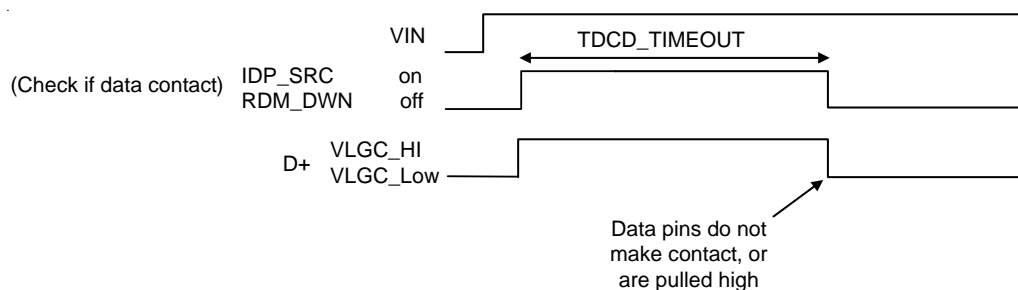 VIN
TDCD_TIMEOUT
(Check if data contact) IDP_SRC on
RDM_DWN off
D+ VLGC_HI
VLGC_Low
Data pins do not
make contact, or
are pulled high